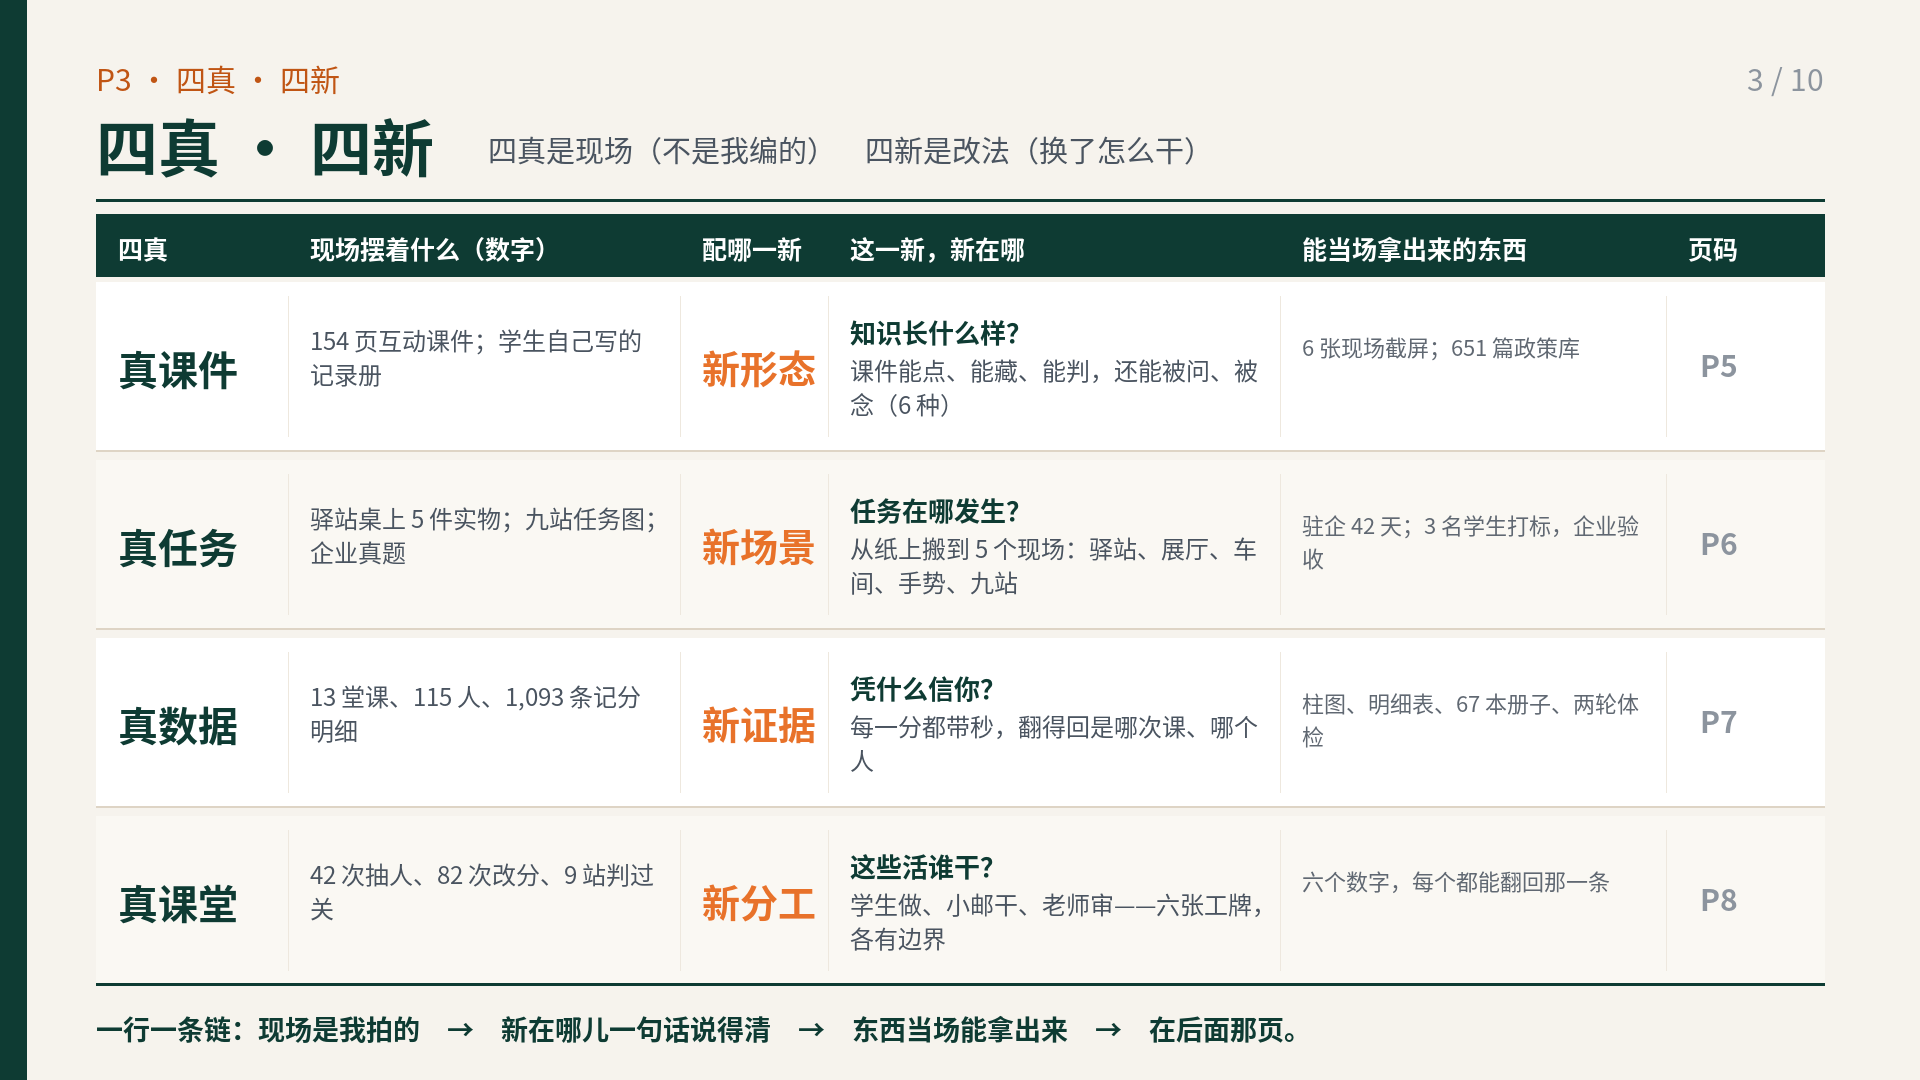 P3 · 四真 · 四新
3 / 10
四真 · 四新
四真是现场（不是我编的） 四新是改法（换了怎么干）
四真 现场摆着什么（数字） 配哪一新 这一新，新在哪 能当场拿出来的东西 页码
真课件
154 页互动课件；学生自己写的
记录册
新形态
知识长什么样？
课件能点、能藏、能判，还能被问、被
念（6 种）
6 张现场截屏；651 篇政策库
P5
真任务
驿站桌上 5 件实物；九站任务图；
企业真题
新场景
任务在哪发生？
从纸上搬到 5 个现场：驿站、展厅、车
间、手势、九站
驻企 42 天；3 名学生打标，企业验
收
P6
真数据
13 堂课、115 人、1,093 条记分
明细
新证据
凭什么信你？
每一分都带秒，翻得回是哪次课、哪个
人
柱图、明细表、67 本册子、两轮体
检
P7
真课堂
42 次抽人、82 次改分、9 站判过
关
新分工
这些活谁干？
学生做、小邮干、老师审——六张工牌，
各有边界
六个数字，每个都能翻回那一条
P8
一行一条链：现场是我拍的 → 新在哪儿一句话说得清 → 东西当场能拿出来 → 在后面那页。